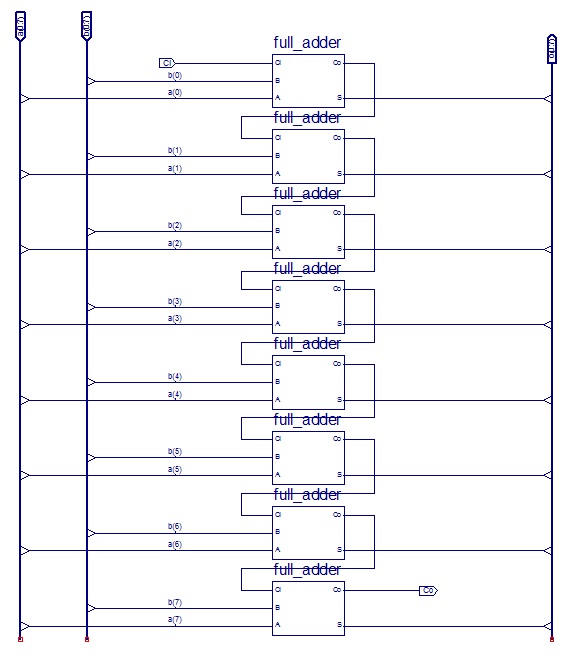 a(0:7)
b(0:7)
o(0:7)
full_adder
CI
CI
Co
b(0)
B
a(0)
A
S
full_adder
CI
Co
b(1)
B
a(1)
A
S
full_adder
CI
Co
b(2)
B
a(2)
A
S
full_adder
CI
Co
b(3)
B
a(3)
A
S
full_adder
CI
Co
b(4)
B
a(4)
A
S
full_adder
CI
Co
b(5)
B
a(5)
A
S
full_adder
CI
Co
b(6)
B
a(6)
A
S
full_adder
CI
Co
Co
b(7)
B
a(7)
A
S